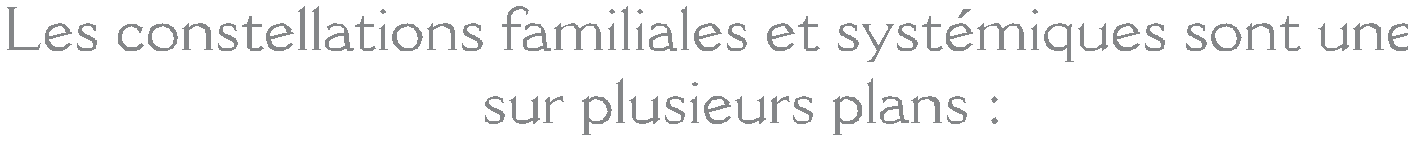 Les constellations familiales et systémiques sont une
sur plusieurs plans :